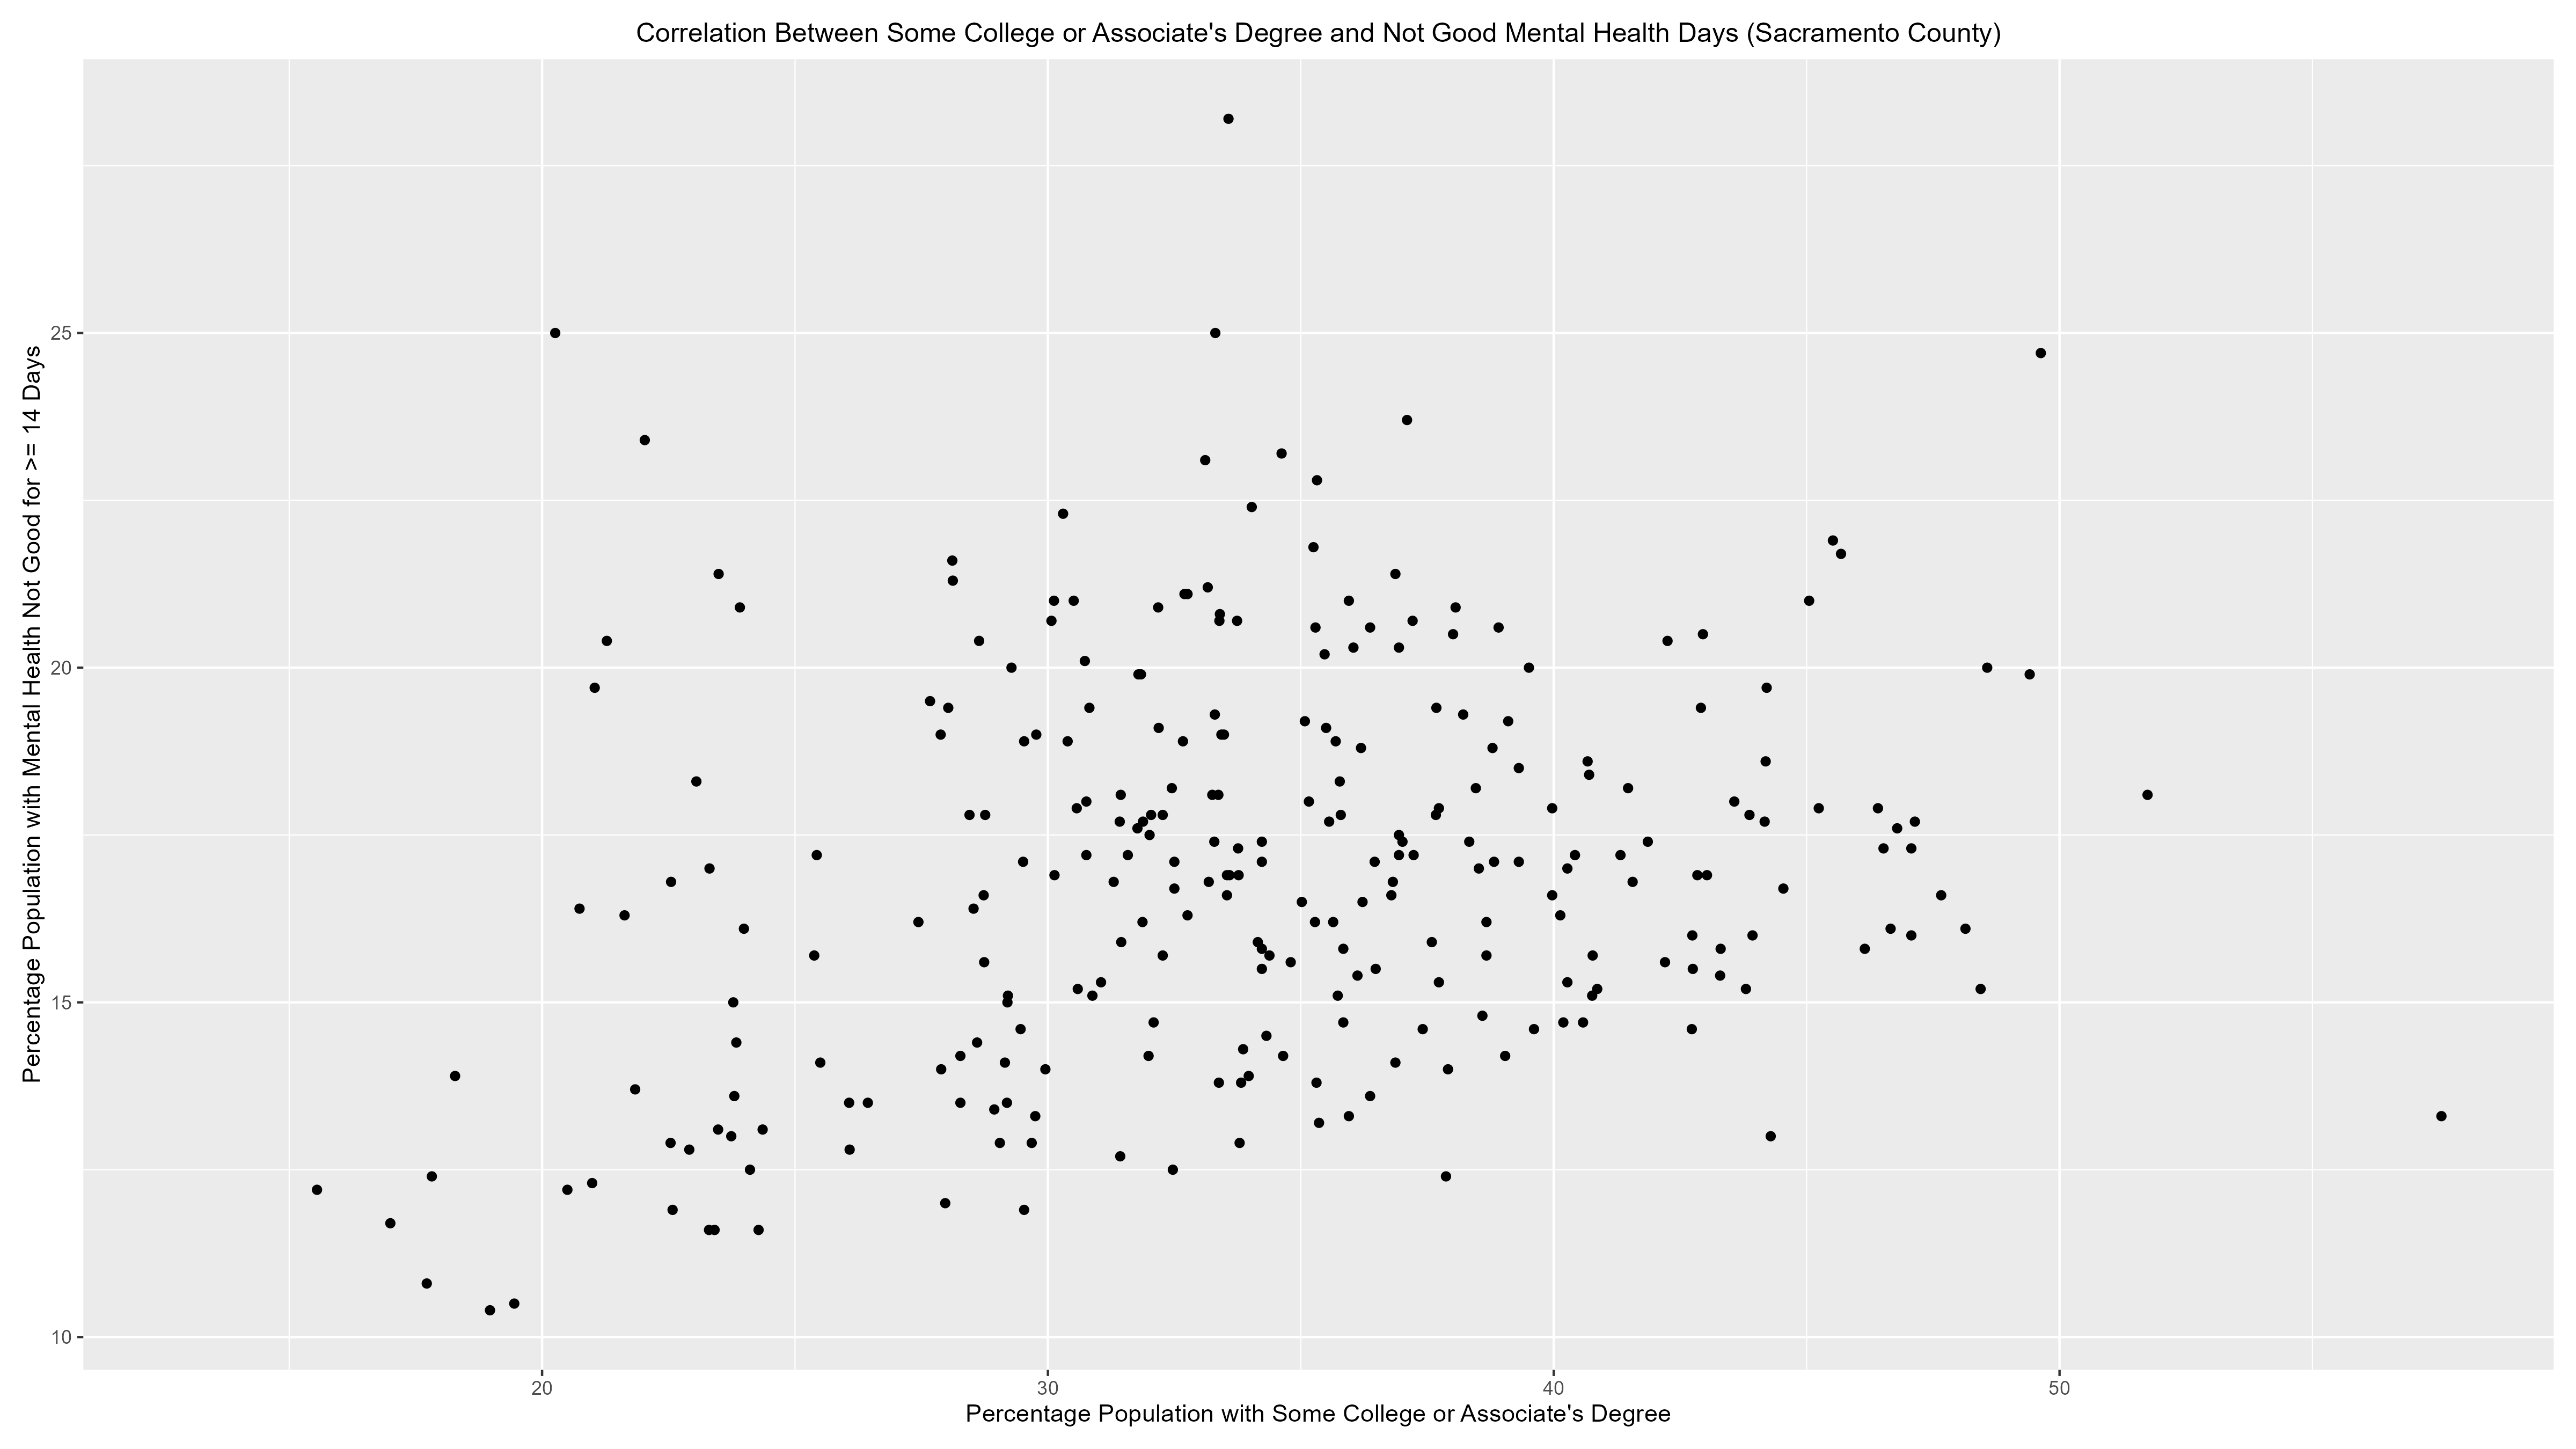 Correlation Between Some College or Associate's Degree and Not Good Mental Health Days (Sacramento County)
Percentage Population with Mental Health Not Good for >= 14 Days
25
20
15
10
20
30
40
50
Percentage Population with Some College or Associate's Degree